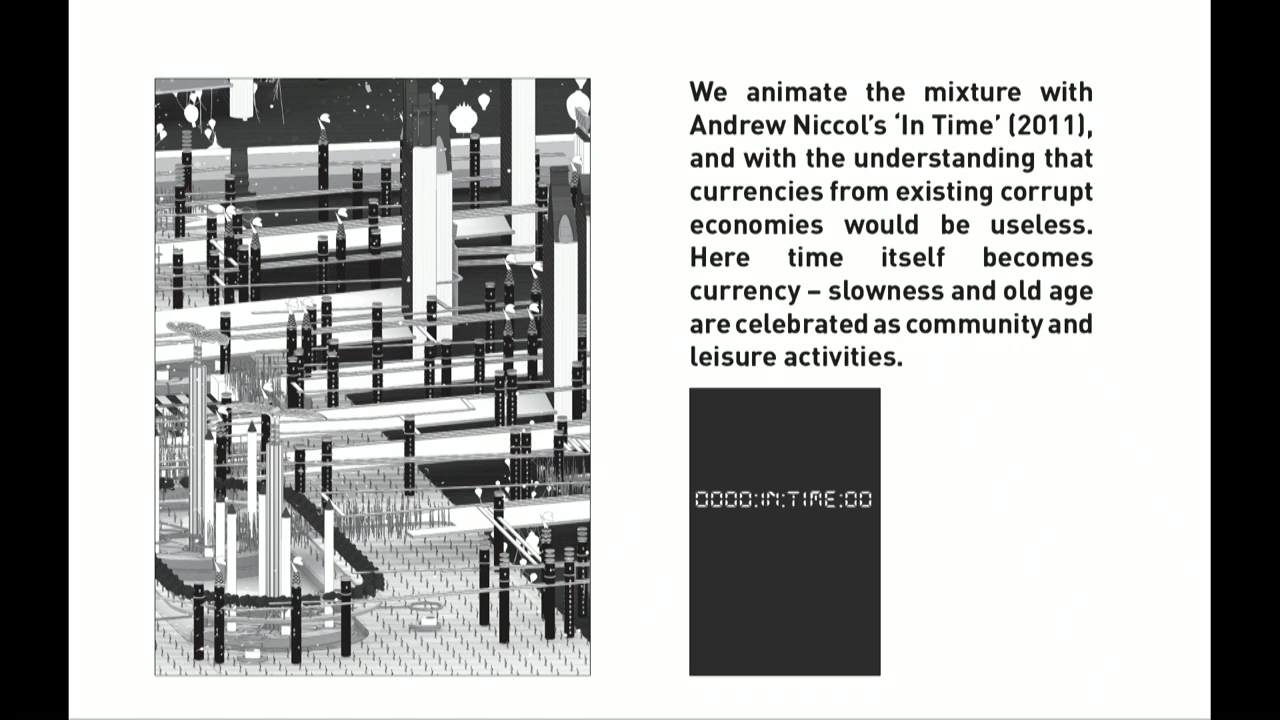 We animate the mixture with
Andrew Niccol’s ‘In Time’ (2011),
and with the understanding that
currencies from existing corrupt
economies would be useless.
Here time itself becomes
currency – slowness and old age
are celebrated as community and
leisure activities.
0000:IN:TIME:00